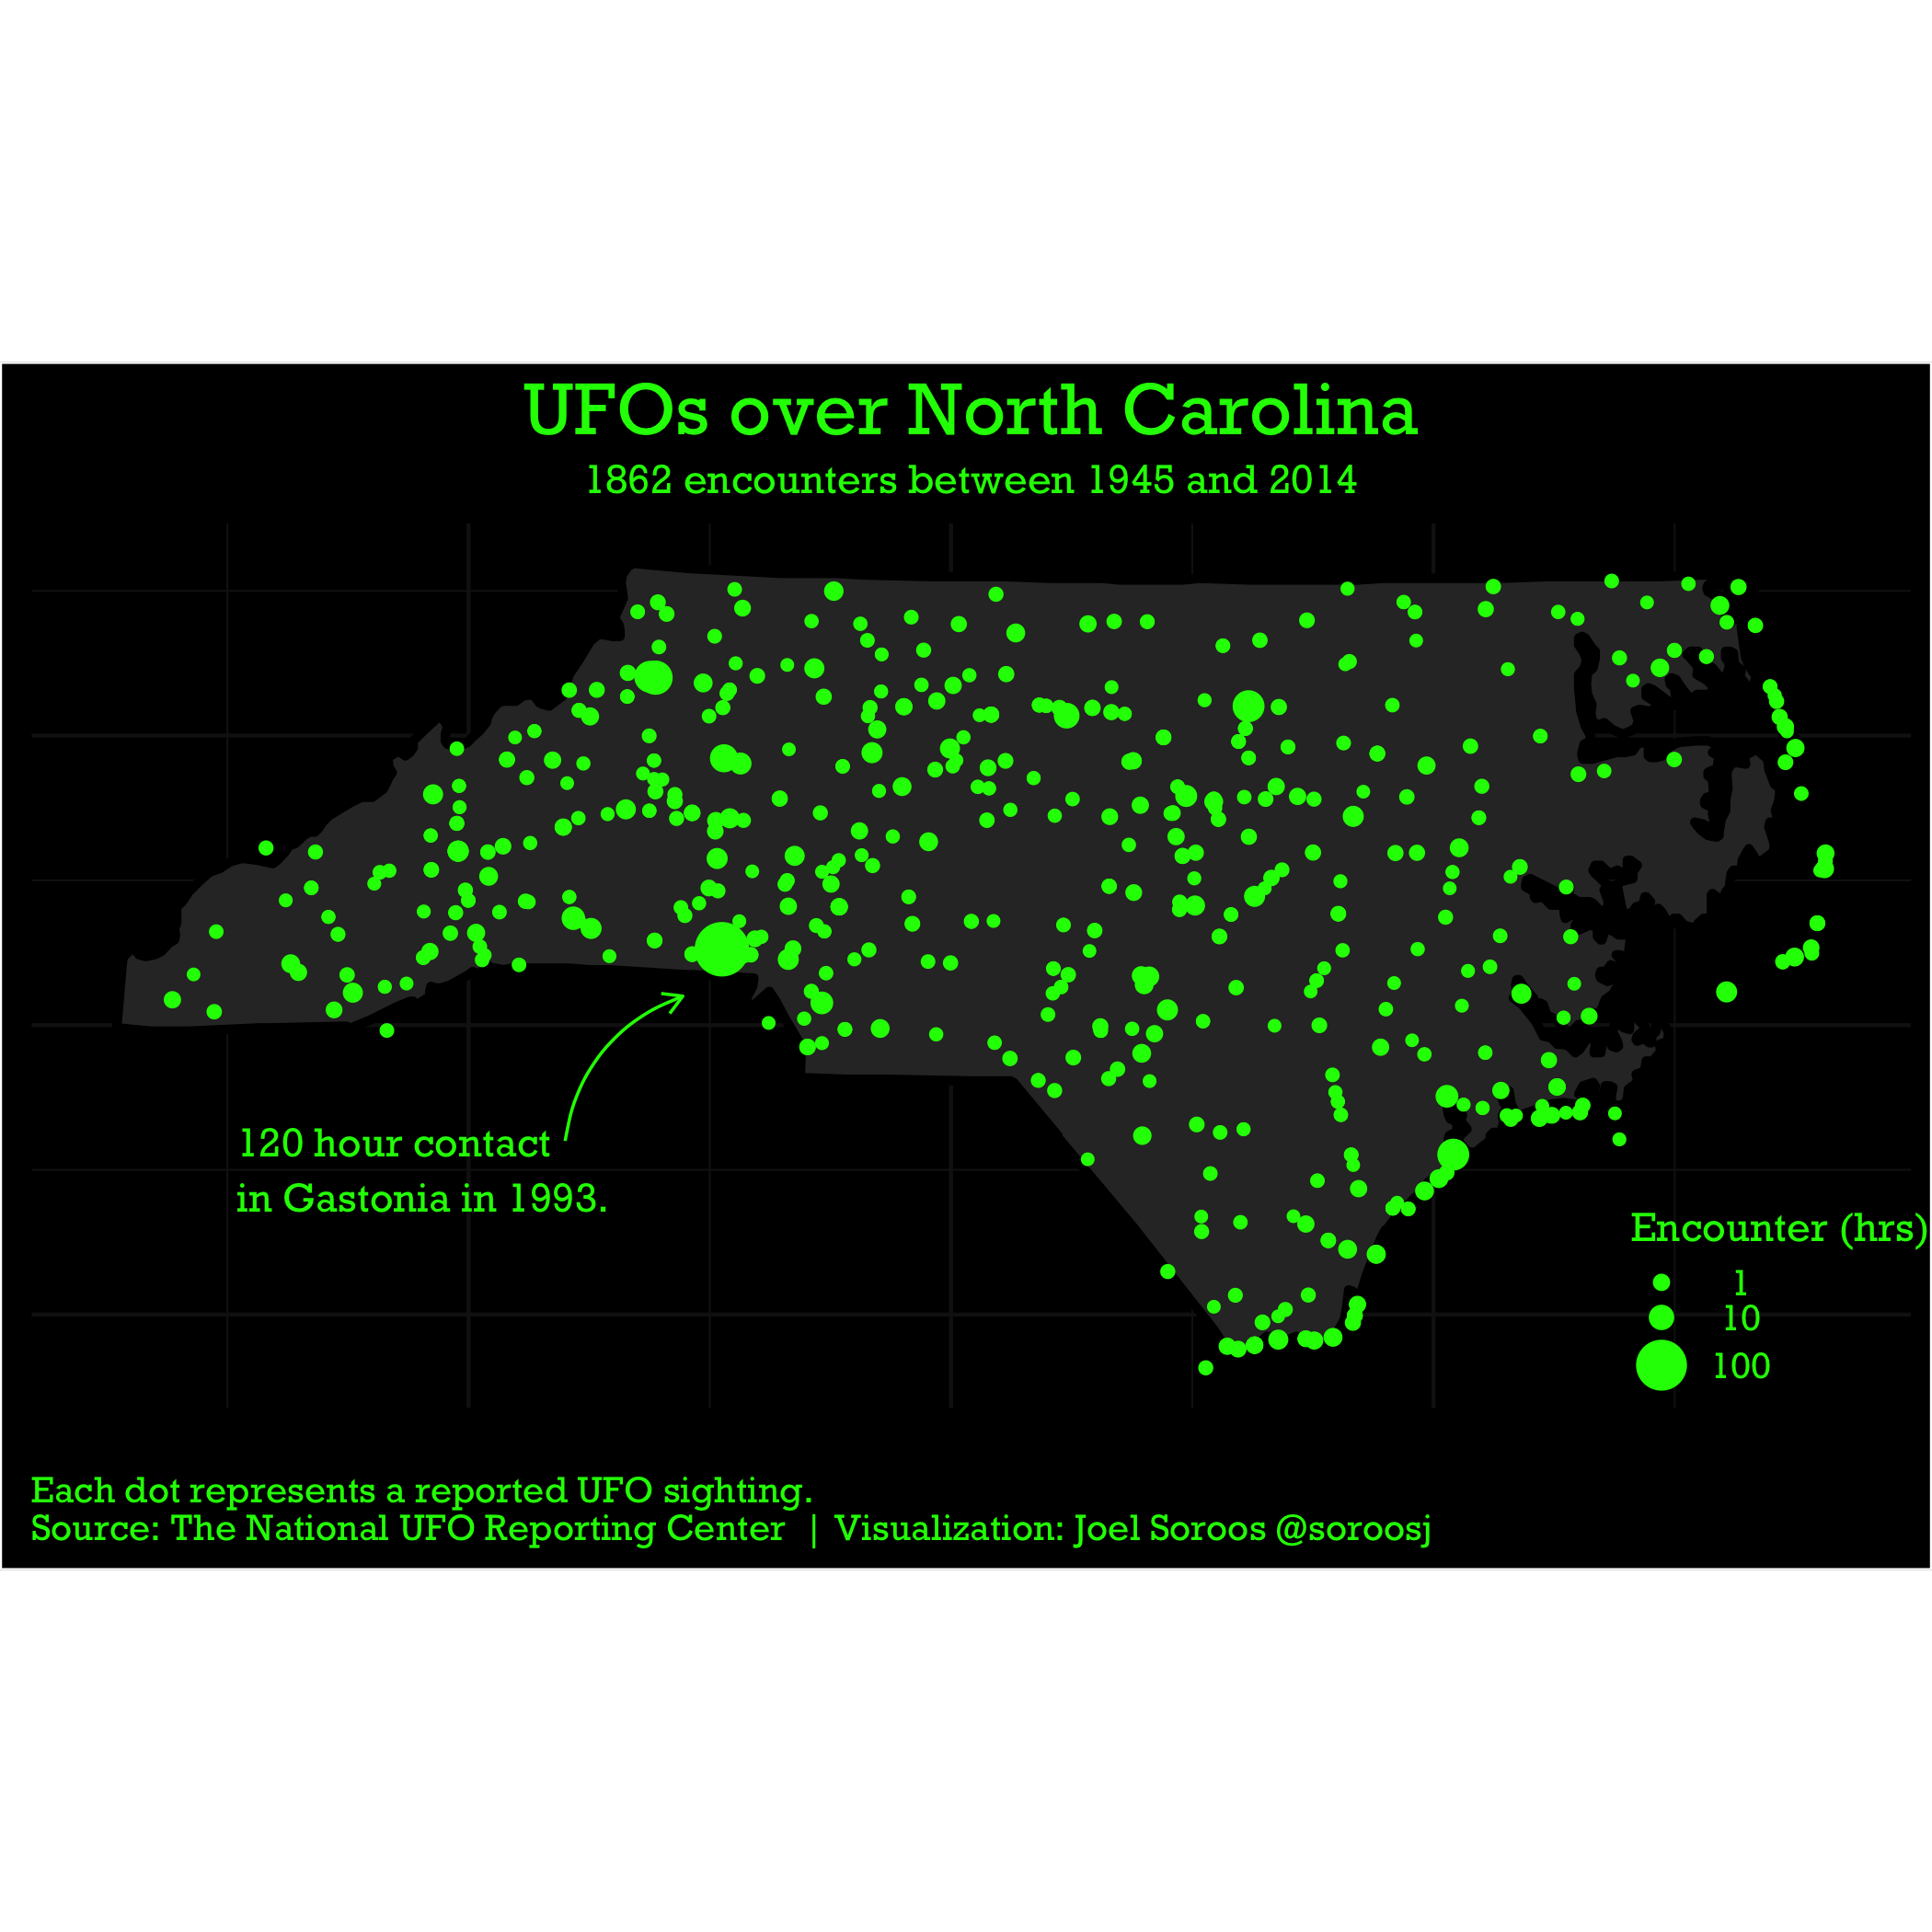 UFOs over North Carolina
1862 encounters between 1945 and 2014
120 hour contact
in Gastonia in 1993.
Encounter (hrs)
1
10
100
Each dot represents a reported UFO sighting.
Source: The National UFO Reporting Center | Visualization: Joel Soroos @soroosj